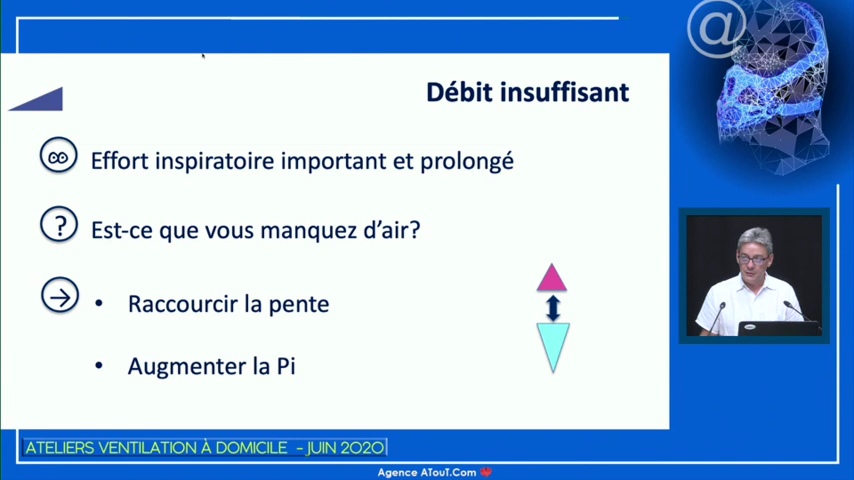 @
Débit insuffisant
Effort inspiratoire important et prolongé
? Est-ce que vous manquez d'air?
• Raccourcir la pente
• Augmenter la Pi
ATELIERS VENTILATION À DOMICILE - JUIN 2020
Agence ATouT.Com